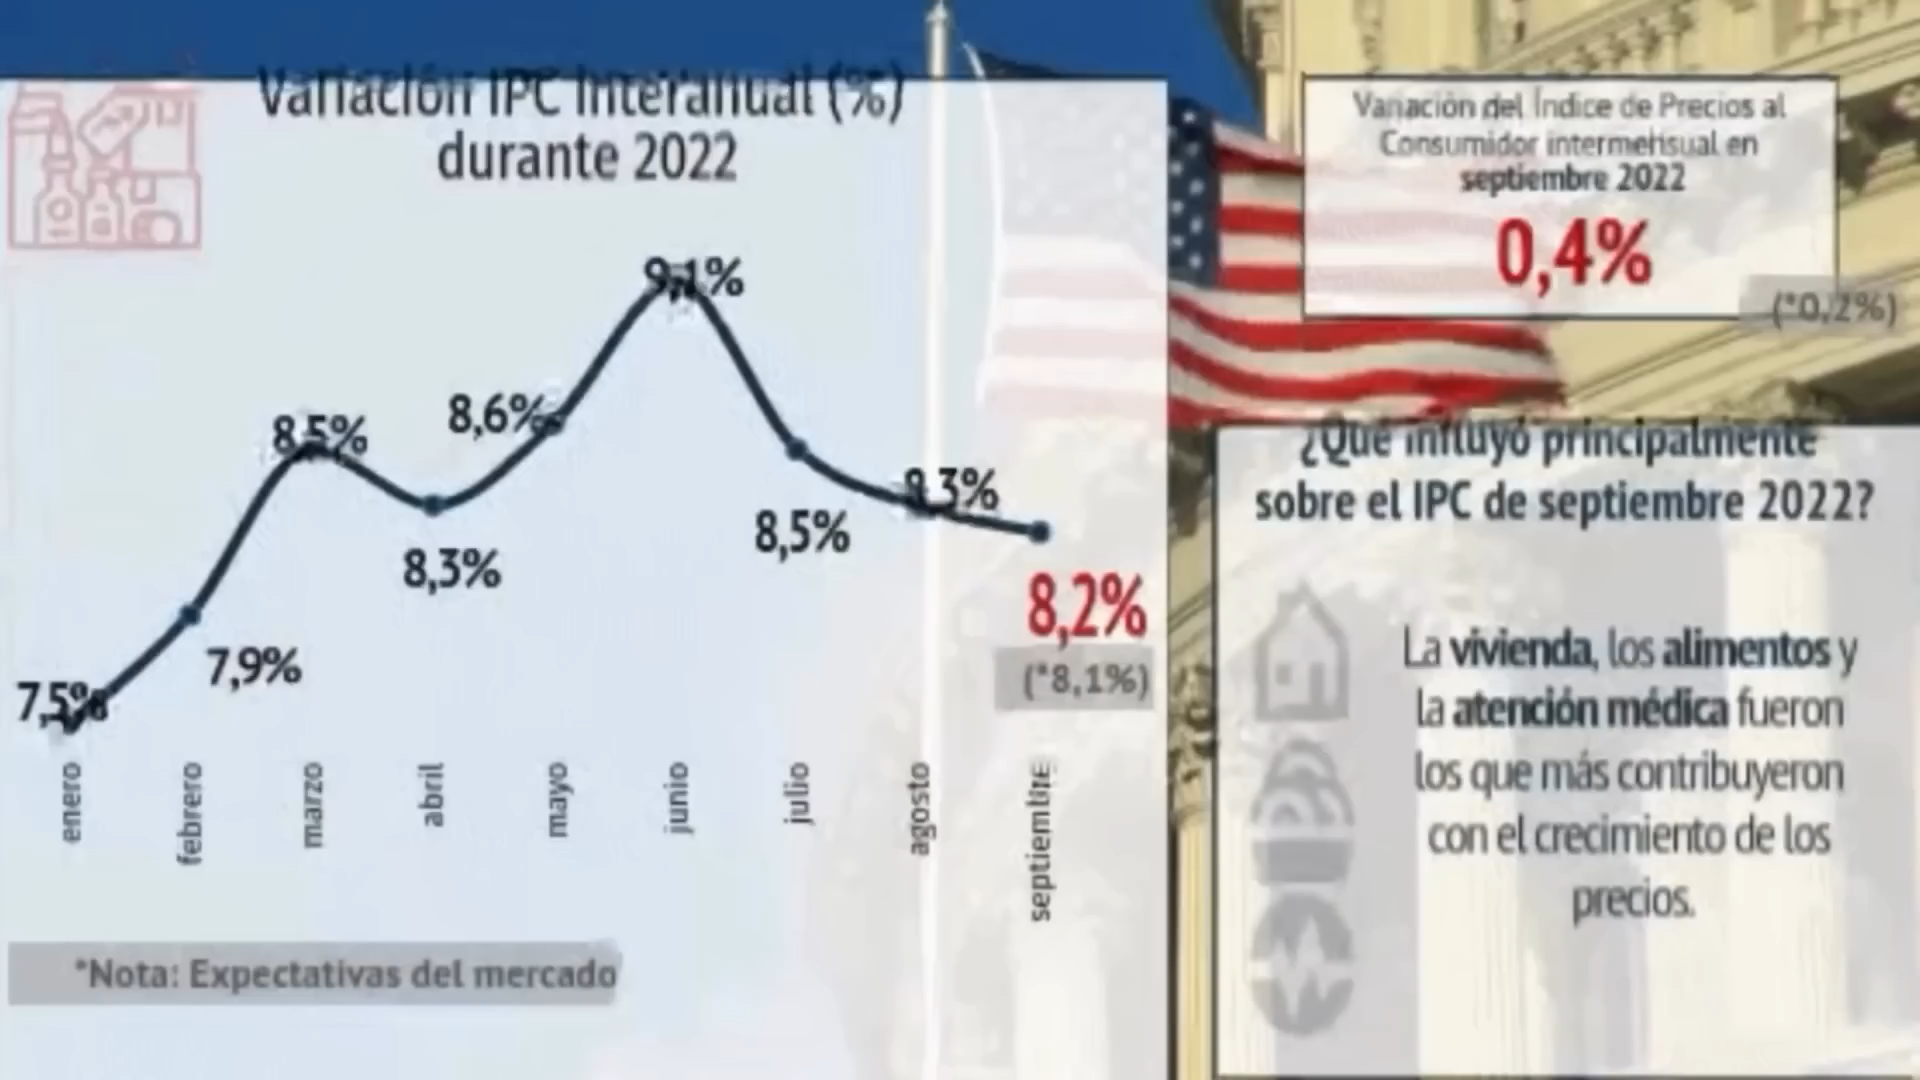 Variación IPC interanual (%)
durante 2022
9,1%
8,5%
8,6%
8,3%
8,5%
8,3%
7,5%
7,9%
8,2%
(*8,1%)
enero
febrero
marzo
abril
mayo
junio
julio
agosto
septiembre
*Nota: Expectativas del mercado
Variación del Índice de Precios al
Consumidor intermensual en
septiembre 2022
0,4%
(*0,2%)
¿Qué influyó principalmente
sobre el IPC de septiembre 2022?
La vivienda, los alimentos y
la atención médica fueron
los que más contribuyeron
con el crecimiento de los
precios.